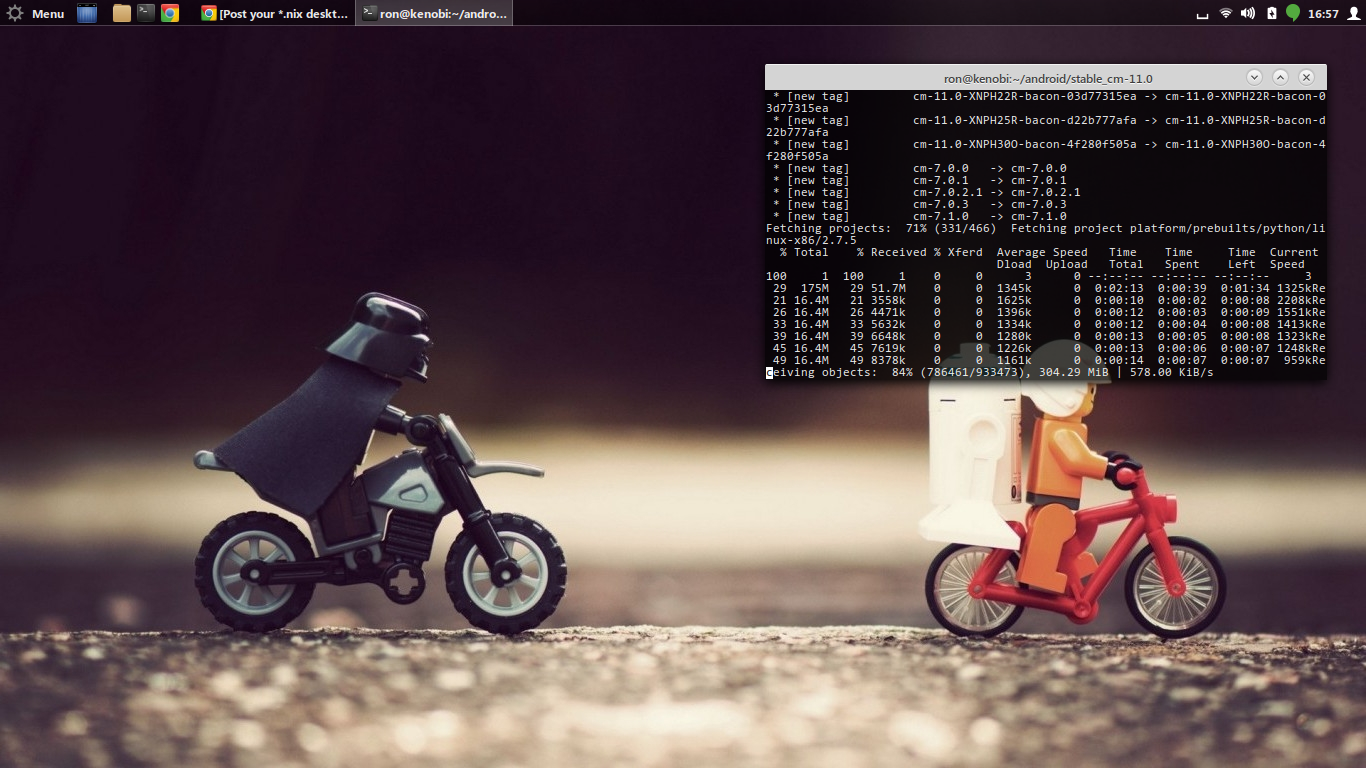 Menu
[Post your *.nix deskt...
ron@kenobi:~/andro...
16:57
ron@kenobi:~/android/stable_cm-11.0
* [new tag]         cm-11.0-XNPH22R-bacon-03d77315ea -> cm-11.0-XNPH22R-bacon-0
3d77315ea
* [new tag]         cm-11.0-XNPH25R-bacon-d22b777afa -> cm-11.0-XNPH25R-bacon-d
22b777afa
* [new tag]         cm-11.0-XNPH30O-bacon-4f280f505a -> cm-11.0-XNPH30O-bacon-4
f280f505a
* [new tag]         cm-7.0.0   -> cm-7.0.0
* [new tag]         cm-7.0.1   -> cm-7.0.1
* [new tag]         cm-7.0.2.1 -> cm-7.0.2.1
* [new tag]         cm-7.0.3   -> cm-7.0.3
* [new tag]         cm-7.1.0   -> cm-7.1.0
Fetching projects:  71% (331/466)  Fetching project platform/prebuilts/python/li
nux-x86/2.7.5
% Total    % Received % Xferd  Average Speed   Time    Time     Time  Current
Dload  Upload   Total   Spent    Left  Speed
100     1  100     1    0     0      3      0 --:--:-- --:--:-- --:--:--     3
29  175M   29 51.7M    0     0  1345k      0  0:02:13  0:00:39  0:01:34 1325kRe
21 16.4M   21 3558k    0     0  1625k      0  0:00:10  0:00:02  0:00:08 2208kRe
26 16.4M   26 4471k    0     0  1396k      0  0:00:12  0:00:03  0:00:09 1551kRe
33 16.4M   33 5632k    0     0  1334k      0  0:00:12  0:00:04  0:00:08 1413kRe
39 16.4M   39 6648k    0     0  1280k      0  0:00:13  0:00:05  0:00:08 1323kRe
45 16.4M   45 7619k    0     0  1226k      0  0:00:13  0:00:06  0:00:07 1248kRe
49 16.4M   49 8378k    0     0  1161k      0  0:00:14  0:00:07  0:00:07  959kRe
ceiving objects:  84% (786461/933473), 304.29 MiB | 578.00 KiB/s